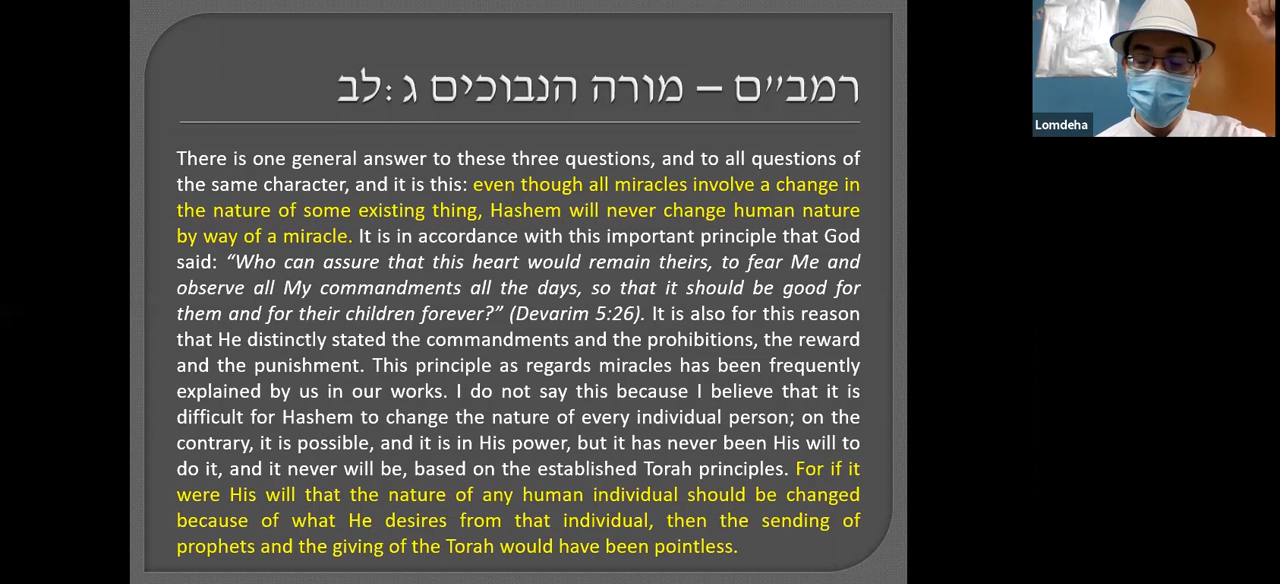 רמב״ם – מורה הנבוכים ג :לב
There is one general answer to these three questions, and to all questions of
the same character, and it is this: even though all miracles involve a change in
the nature of some existing thing, Hashem will never change human nature
by way of a miracle. It is in accordance with this important principle that God
said: “Who can assure that this heart would remain theirs, to fear Me and
observe all My commandments all the days, so that it should be good for
them and for their children forever?” (Devarim 5:26). It is also for this reason
that He distinctly stated the commandments and the prohibitions, the reward
and the punishment. This principle as regards miracles has been frequently
explained by us in our works. I do not say this because I believe that it is
difficult for Hashem to change the nature of every individual person; on the
contrary, it is possible, and it is in His power, but it has never been His will to
do it, and it never will be, based on the established Torah principles. For if it
were His will that the nature of any human individual should be changed
because of what He desires from that individual, then the sending of
prophets and the giving of the Torah would have been pointless.
Lomdeha